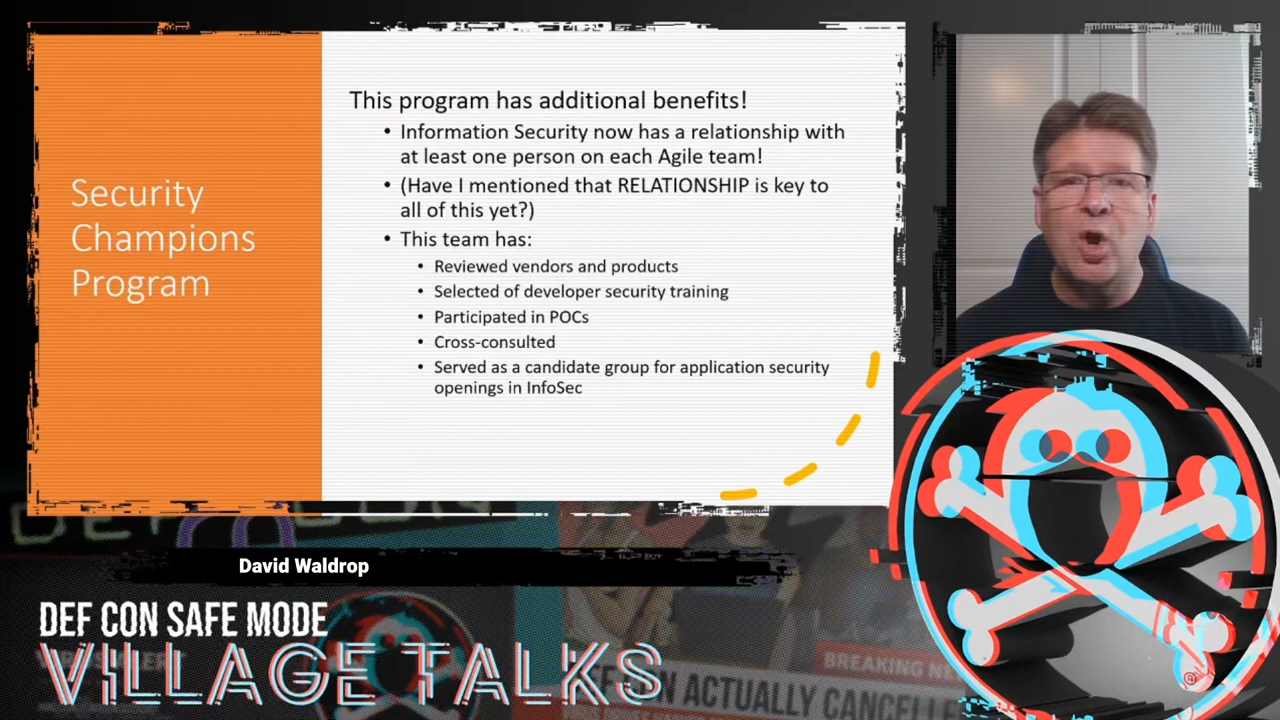 Security
Champions
Program
This program has additional benefits!
• Information Security now has a relationship with
at least one person on each Agile team!
• (Have I mentioned that RELATIONSHIP is key to
all of this yet?)
• This team has:
• Reviewed vendors and products
• Selected of developer security training
• Participated in POCs
• Cross-consulted
• Served as a candidate group for application security
openings in InfoSec
DEF CON
David Waldrop
DEF CON SAFE MODE
VILLAGE TALKS
BREAKING NE
CON ACTUALLY CANCELLE